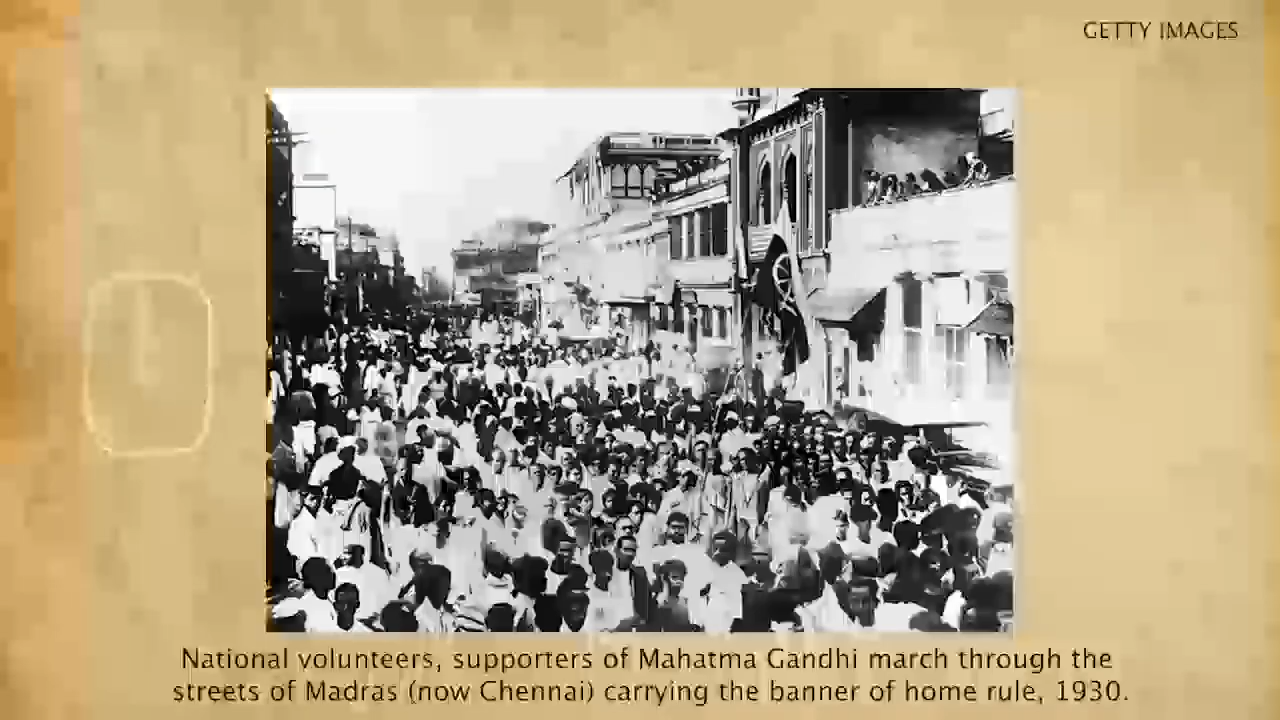 GETTY IMAGES
National volunteers, supporters of Mahatma Gandhi march through the
streets of Madras (now Chennai) carrying the banner of home rule, 1930.